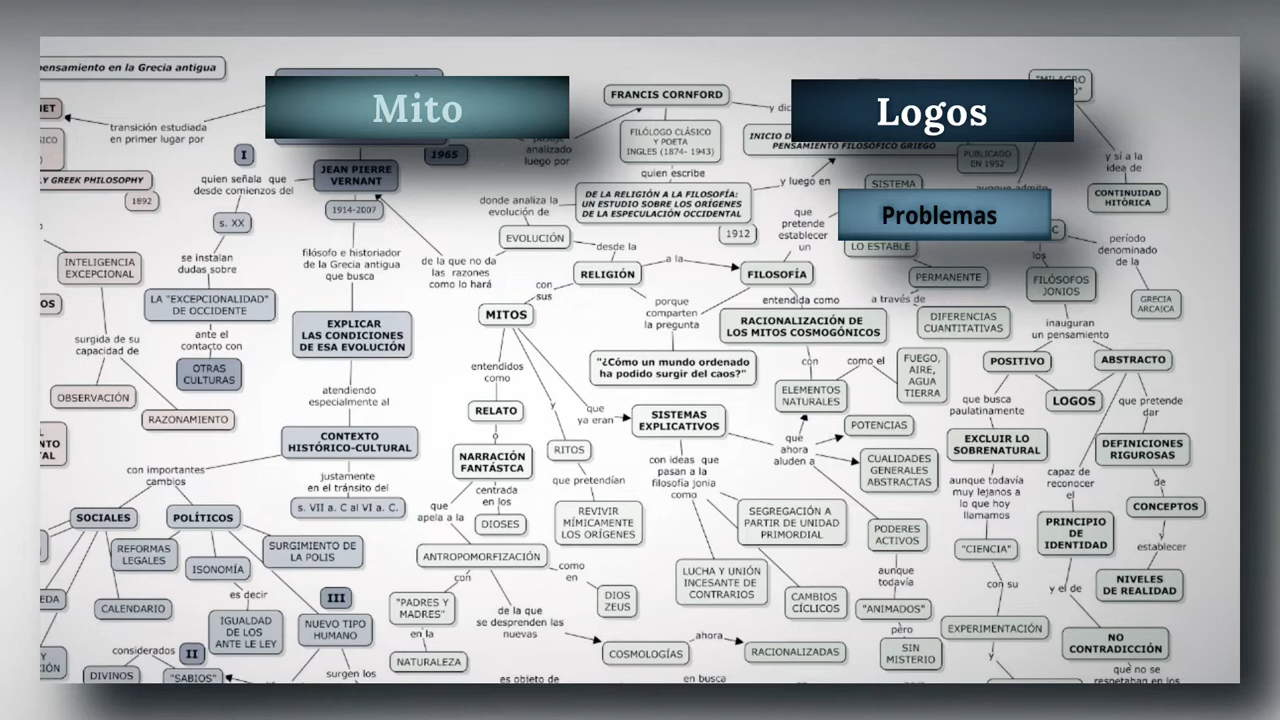 Mito
Logos
Problemas
pensamiento en la Grecia antigua
NET
transición estudiada
en primer lugar por
I
1965
analizado
luego por
FRANCIS CORNFORD
FILÓLOGO CLÁSICO
Y POETA
INGLES (1874- 1943)
quien escribe
y
INICIO
PENSAMIENTO FILOSÓFICO GRIEGO
PUBLICADO
EN 1952
y sí a la
idea de
CONTINUIDAD
HITÓRICA
Y GREEK PHILOSOPHY
1892
quien señala que
desde comienzos del
s. XX
JEAN PIERRE
VERNANT
1914-2007
donde analiza la
evolución de
DE LA RELIGIÓN A LA FILOSOFÍA:
UN ESTUDIO SOBRE LOS ORÍGENES
DE LA ESPECULACIÓN OCCIDENTAL
1912
y luego en
SISTEMA
que
pretende
establecer
un
LO ESTABLE
período
denominado
de la
GRECIA
ARCAICA
se instalan
dudas sobre
filósofo e historiador
de la Grecia antigua
que busca
de la que no da
las razones
como lo hará
EVOLUCIÓN
desde la
RELIGIÓN
a la
FILOSOFÍA
PERMANENTE
los
FILÓSOFOS
JONIOS
INTELIGENCIA
EXCEPCIONAL
LA "EXCEPCIONALIDAD"
DE OCCIDENTE
con
sus
MITOS
porque
comparten
la pregunta
entendida como
a través de
DIFERENCIAS
CUANTITATIVAS
inauguran
un pensamiento
OS
surgida de su
capacidad de
ante el
contacto con
OTRAS
CULTURAS
EXPLICAR
LAS CONDICIONES
DE ESA EVOLUCIÓN
RACIONALIZACIÓN DE
LOS MITOS COSMOGÓNICOS
"¿Cómo un mundo ordenado
ha podido surgir del caos?"
con
como el
FUEGO,
AIRE,
AGUA
TIERRA
POSITIVO
ABSTRACTO
entendidos
como
OBSERVACIÓN
RAZONAMIENTO
atendiendo
especialmente al
RELATO
y
que
ya eran
SISTEMAS
EXPLICATIVOS
ELEMENTOS
NATURALES
que busca
paulatinamente
LOGOS
que pretende
dar
CONTEXTO
HISTÓRICO-CULTURAL
o
RITOS
que
ahora
aluden a
POTENCIAS
EXCLUIR LO
SOBRENATURAL
DEFINICIONES
RIGUROSAS
con importantes
cambios
justamente
en el tránsito del
s. VII a. C al VI a. C.
NARRACIÓN
FANTÁSTCA
que pretendían
con ideas que
pasan a la
filosofía jonia
como
CUALIDADES
GENERALES
ABSTRACTAS
aunque todavía
muy lejanos a
lo que hoy
llamamos
capaz de
reconocer
el
de
CONCEPTOS
SOCIALES
POLÍTICOS
que
apela a la
centrada
en los
DIOSES
REVIVIR
MÍMICAMENTE
LOS ORÍGENES
SEGREGACIÓN A
PARTIR DE UNIDAD
PRIMORDIAL
PODERES
ACTIVOS
PRINCIPIO
DE
IDENTIDAD
establecer
REFORMAS
LEGALES
ISONOMÍA
SURGIMIENTO DE
LA POLIS
ANTROPOMORFIZACIÓN
con
como
en
LUCHA Y UNIÓN
INCESANTE DE
CONTRARIOS
aunque
todavía
"CIENCIA"
NIVELES
DE REALIDAD
EDA
CALENDARIO
es decir
III
"PADRES Y
MADRES"
de la que
se desprenden las
nuevas
DIOS
ZEUS
CAMBIOS
CÍCLICOS
"ANIMADOS"
con su
y el de
IGUALDAD
DE LOS
ANTE LE LEY
NUEVO TIPO
HUMANO
en la
NATURALEZA
ahora
pero
EXPERIMENTACIÓN
NO
CONTRADICCIÓN
considerados
II
COSMOLOGÍAS
RACIONALIZADAS
SIN
MISTERIO
y
DIVINOS
"SABIOS"
surgen los
es objeto de
en busca
que no se
respetaban en los